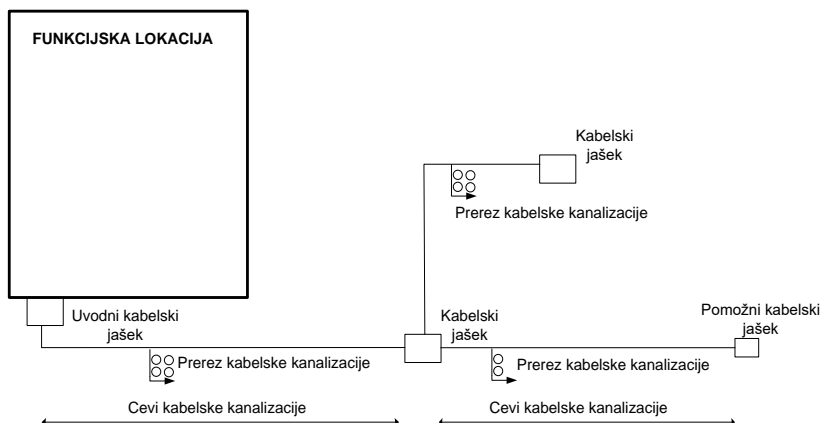 FUNKCIJSKA LOKACIJA
Kabelski
jašek
Prerez kabelske kanalizacije
Uvodni kabelski
jašek
Kabelski
jašek
Pomožni kabelski
jašek
Prerez kabelske kanalizacije
Prerez kabelske kanalizacije
Cevi kabelske kanalizacije
Cevi kabelske kanalizacije